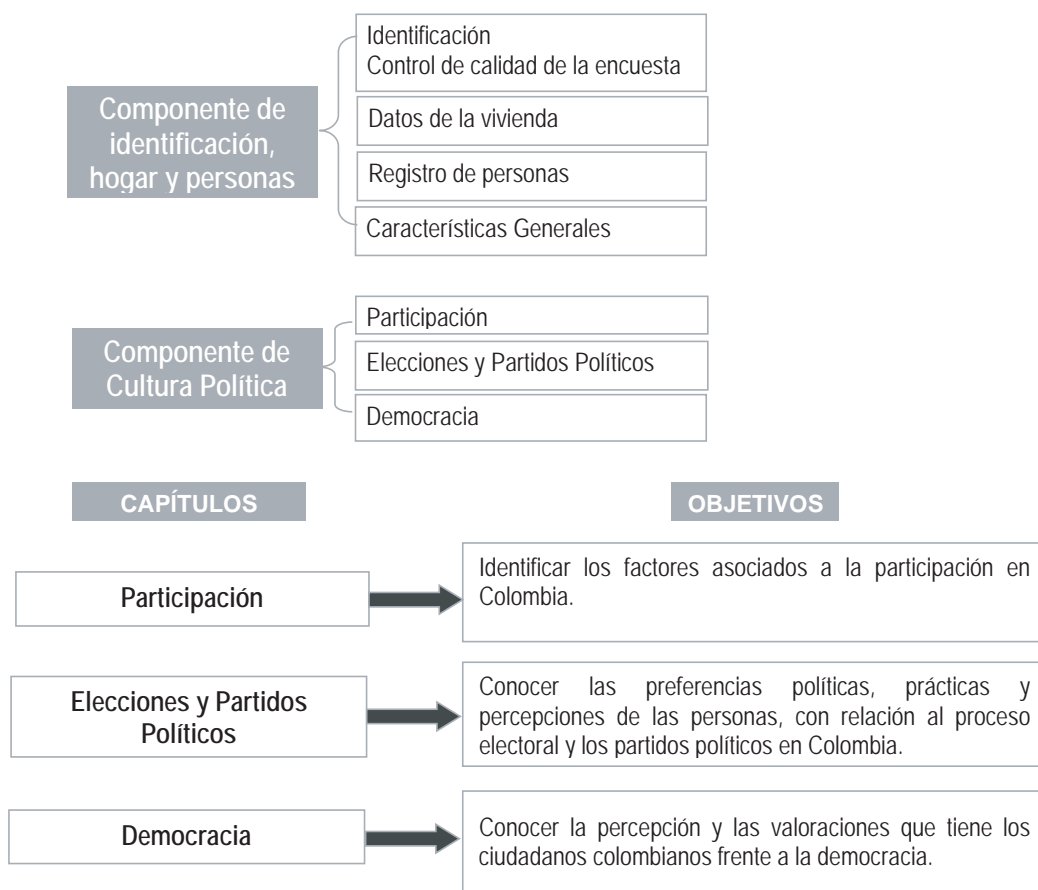 Identificación
Control de calidad de la encuesta
Componente de
identificación,
hogar y personas
Datos de la vivienda
Registro de personas
Características Generales
Componente de
Cultura Política
Participación
Elecciones y Partidos Políticos
Democracia
CAPÍTULOS
OBJETIVOS
Participación
Identificar los factores asociados a la participación en
Colombia.
Elecciones y Partidos
Políticos
Conocer las preferencias políticas, prácticas y
percepciones de las personas, con relación al proceso
electoral y los partidos políticos en Colombia.
Democracia
Conocer la percepción y las valoraciones que tiene los
ciudadanos colombianos frente a la democracia.